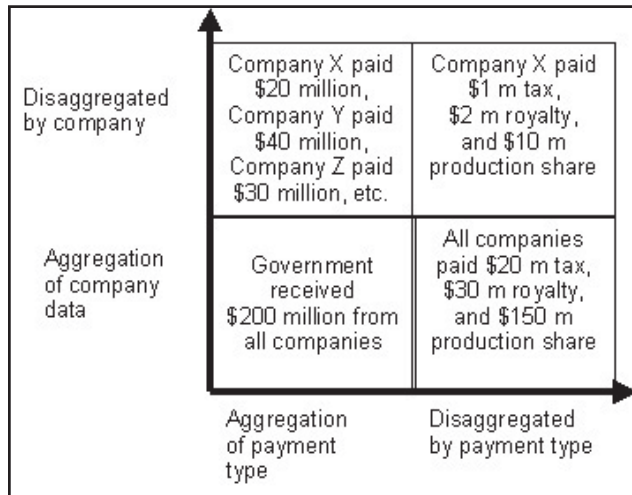 Disaggregated
by company
Company X paid
$20 million,
Company Y paid
$40 million,
Company Z paid
$30 million, etc.
Company X paid
$1 m tax,
$2 m royalty,
and $10 m
production share
Aggregation
of company
data
Government
received
$200 million from
all companies
All companies
paid $20 m tax,
$30 m royalty,
and $150 m
production share
Aggregation
of payment
type
Disaggregated
by payment type